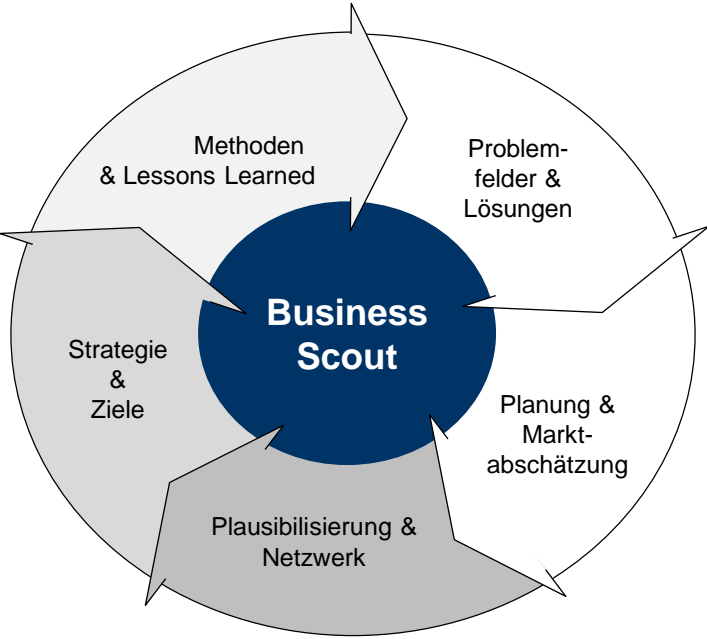 Methoden
& Lessons Learned
Problem-
felder &
Lösungen
Business
Scout
Strategie
&
Ziele
Planung &
Markt-
abschätzung
Plausibilisierung &
Netzwerk